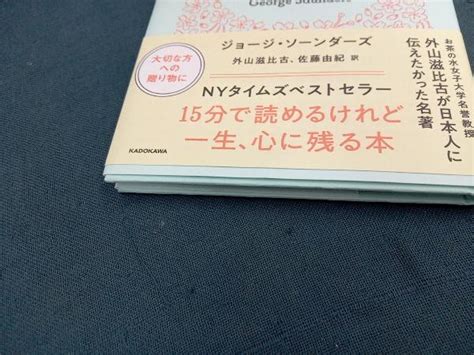 George Saunders
ジョージ・ソーンダーズ
外山滋比古、佐藤由紀 訳
大切な方
への
贈り物に
NYタイムズベストセラー
15分で読めるけれど
一生、心に残る本
お茶の水女子大学名誉教授
外山滋比古が日本人に
伝えたかった名著
KADOKAWA